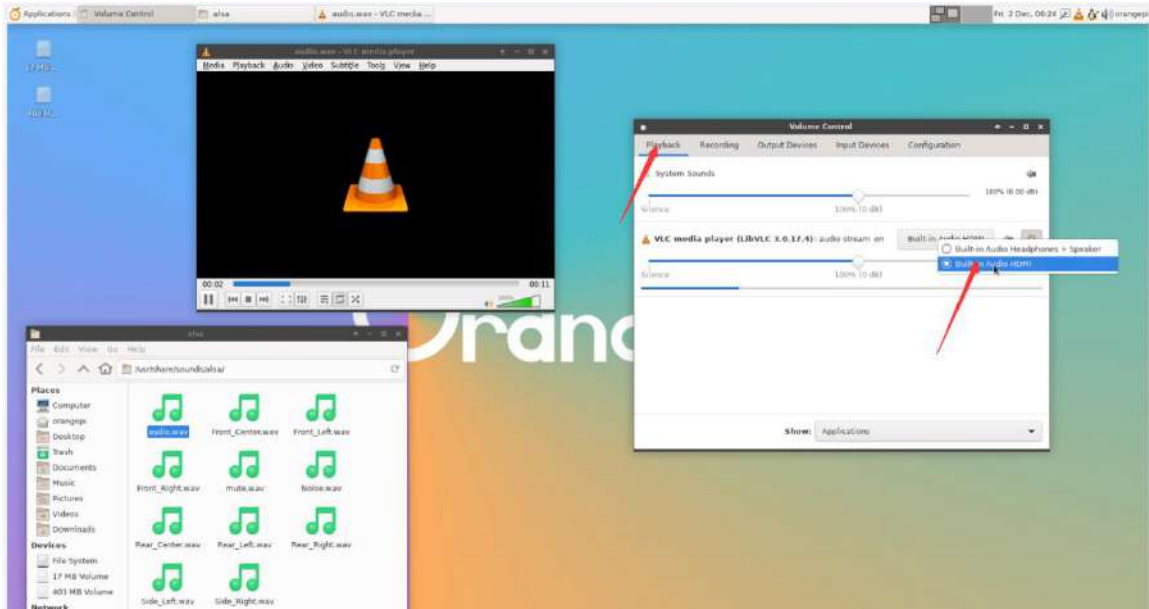 Applications Volume Control alsa audio.wav - VLC media ...
Fri 2 Dec, 06:26 orangepi
audio.wav - VLC media player
Media Playback Audio Video Subtitle Tools View Help
00:02 00:11
100%
Volume Control
Playback Recording Output Devices Input Devices Configuration
System Sounds
100% (0.00 dB)
Silence 100% (0 dB)
VLC media player (LibVLC 3.0.17.4): audio stream on Built-in Audio HDMI
Built-in Audio Headphones + Speaker
Built-in Audio HDMI
Silence 100% (0 dB)
Show: Applications
Orang
alsa
File Edit View Go Help
/usr/share/sounds/alsa/
Places
Computer
orangepi
Desktop
Trash
Documents
Music
Pictures
Videos
Downloads
Devices
File System
17 MB Volume
403 MB Volume
Network
audio.wav Front_Center.wav Front_Left.wav
Front_Right.wav mute.wav Noise.wav
Rear_Center.wav Rear_Left.wav Rear_Right.wav
Side_Left.wav Side_Right.wav